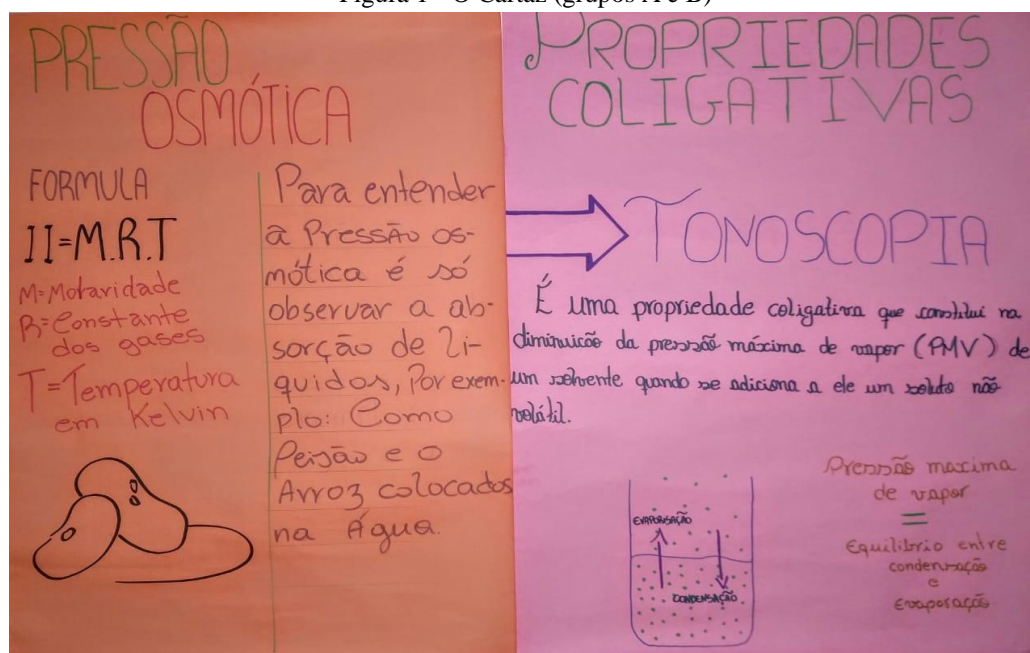 Figura 1 - O Cartaz (grupos A e B)
PRESSÃO
OSMÓTICA
FORMULA
II=M.R.T
M=Molaridade
R=Constante
dos gases
T=Temperatura
em Kelvin
Para entender
a Pressão os-
mótica é só
observar a ab-
sorção de li-
quidos, Por exem-
plo: Como
Feijão e o
Arroz colocados
na Água.
PROPRIEDADES
COLIGATIVAS
TONOSCOPIA
É uma propriedade coligativa que constitui na
diminuicão da pressão máxima de vapor (PMV) de
um solvente quando se adiciona a ele um soluto não
volátil.
EVAPORAÇÃO
CONDENSAÇÃO
Pressão maxima
de vapor
=
Equilibrio entre
condensação
e
Evaporação